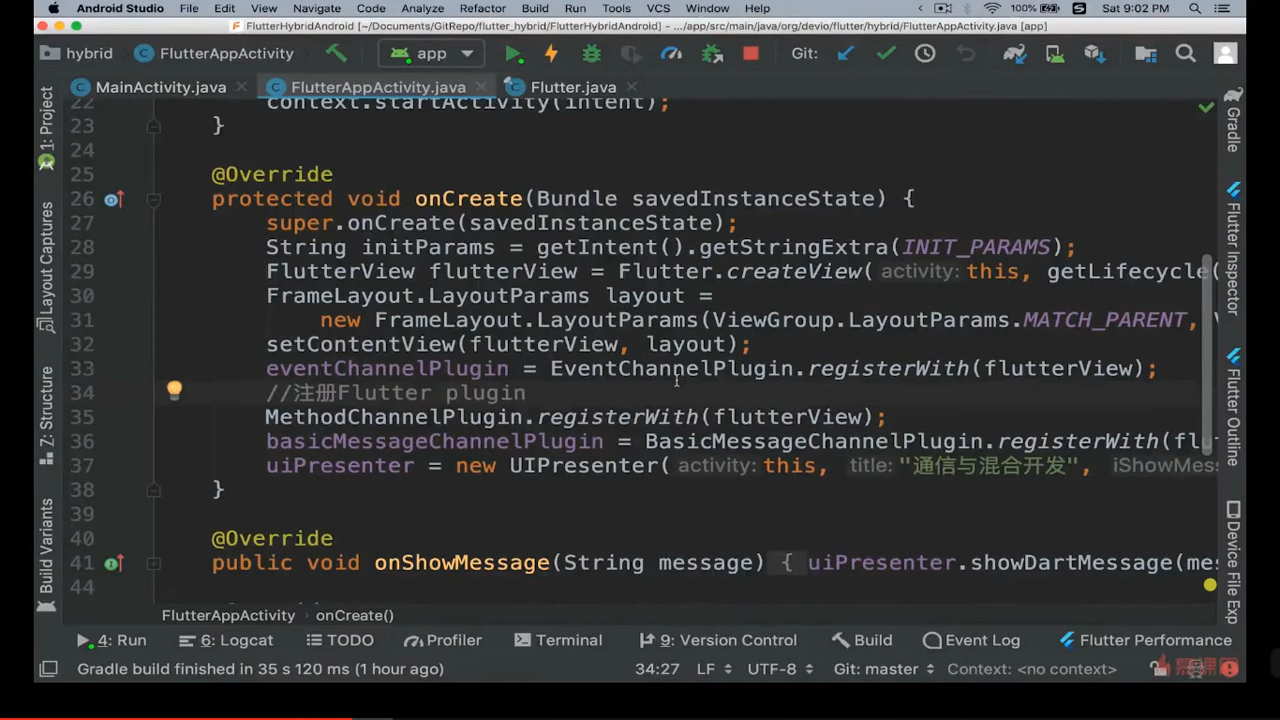 Android Studio File Edit View Navigate Code Analyze Refactor Build Run Tools VCS Window Help 100% Sat 9:02 PM
FlutterHybridAndroid [~/Documents/GitRepo/flutter_hybrid/FlutterHybridAndroid] - .../app/src/main/java/org/devio/flutter/hybrid/FlutterAppActivity.java [app]
hybrid FlutterAppActivity app Git:
MainActivity.java FlutterAppActivity.java Flutter.java
22 context.startActivity(intent);
23 }
24
25 @Override
26 protected void onCreate(Bundle savedInstanceState) {
27 super.onCreate(savedInstanceState);
28 String initParams = getIntent().getStringExtra(INIT_PARAMS);
29 FlutterView flutterView = Flutter.createView( activity: this, getLifecycle(
30 FrameLayout.LayoutParams layout =
31 new FrameLayout.LayoutParams(ViewGroup.LayoutParams.MATCH_PARENT,
32 setContentView(flutterView, layout);
33 eventChannelPlugin = EventChannelPlugin.registerWith(flutterView);
34 //注册Flutter plugin
35 MethodChannelPlugin.registerWith(flutterView);
36 basicMessageChannelPlugin = BasicMessageChannelPlugin.registerWith(flu
37 uiPresenter = new UIPresenter( activity: this, title: "通信与混合开发", iShowMess
38 }
39
40 @Override
41 public void onShowMessage(String message) { uiPresenter.showDartMessage(mes
44
FlutterAppActivity onCreate()
4: Run 6: Logcat TODO Profiler Terminal 9: Version Control Build Event Log Flutter Performance
Gradle build finished in 35 s 120 ms (1 hour ago) 34:27 LF UTF-8 Git: master Context: <no context>
1: Project
Layout Captures
7: Structure
Build Variants
Gradle
Flutter Inspector
Flutter Outline
Device File Exp